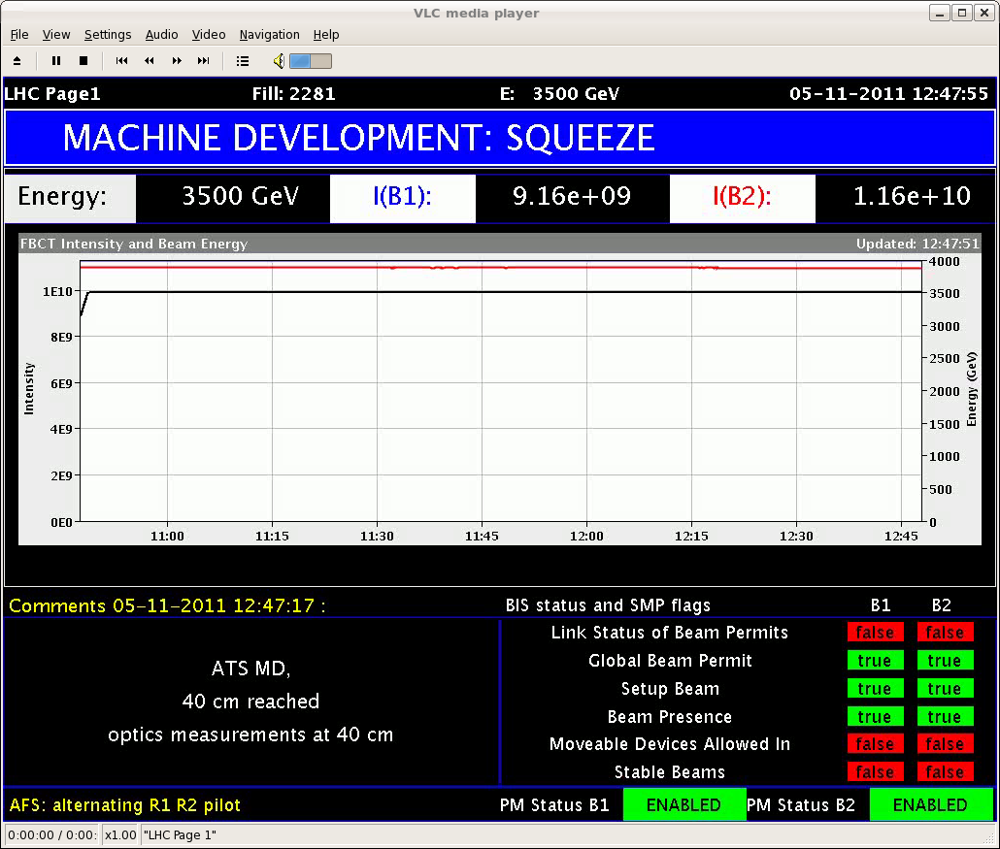 VLC media player
File View Settings Audio Video Navigation Help
LHC Page1 Fill: 2281 E: 3500 GeV 05-11-2011 12:47:55
MACHINE DEVELOPMENT: SQUEEZE
Energy: 3500 GeV I(B1): 9.16e+09 I(B2): 1.16e+10
FBCT Intensity and Beam Energy Updated: 12:47:51
4000
1E10 3500
3000
8E9
2500
6E9 2000
Intensity Energy (GeV)
4E9 1500
1000
2E9 500
0E0 0
11:00 11:15 11:30 11:45 12:00 12:15 12:30 12:45
Comments 05-11-2011 12:47:17 : BIS status and SMP flags B1 B2
Link Status of Beam Permits false false
ATS MD, Global Beam Permit true true
40 cm reached Setup Beam true true
optics measurements at 40 cm Beam Presence true true
Moveable Devices Allowed In false false
Stable Beams false false
AFS: alternating R1 R2 pilot PM Status B1 ENABLED PM Status B2 ENABLED
0:00:00 / 0:00: x1.00 "LHC Page 1"